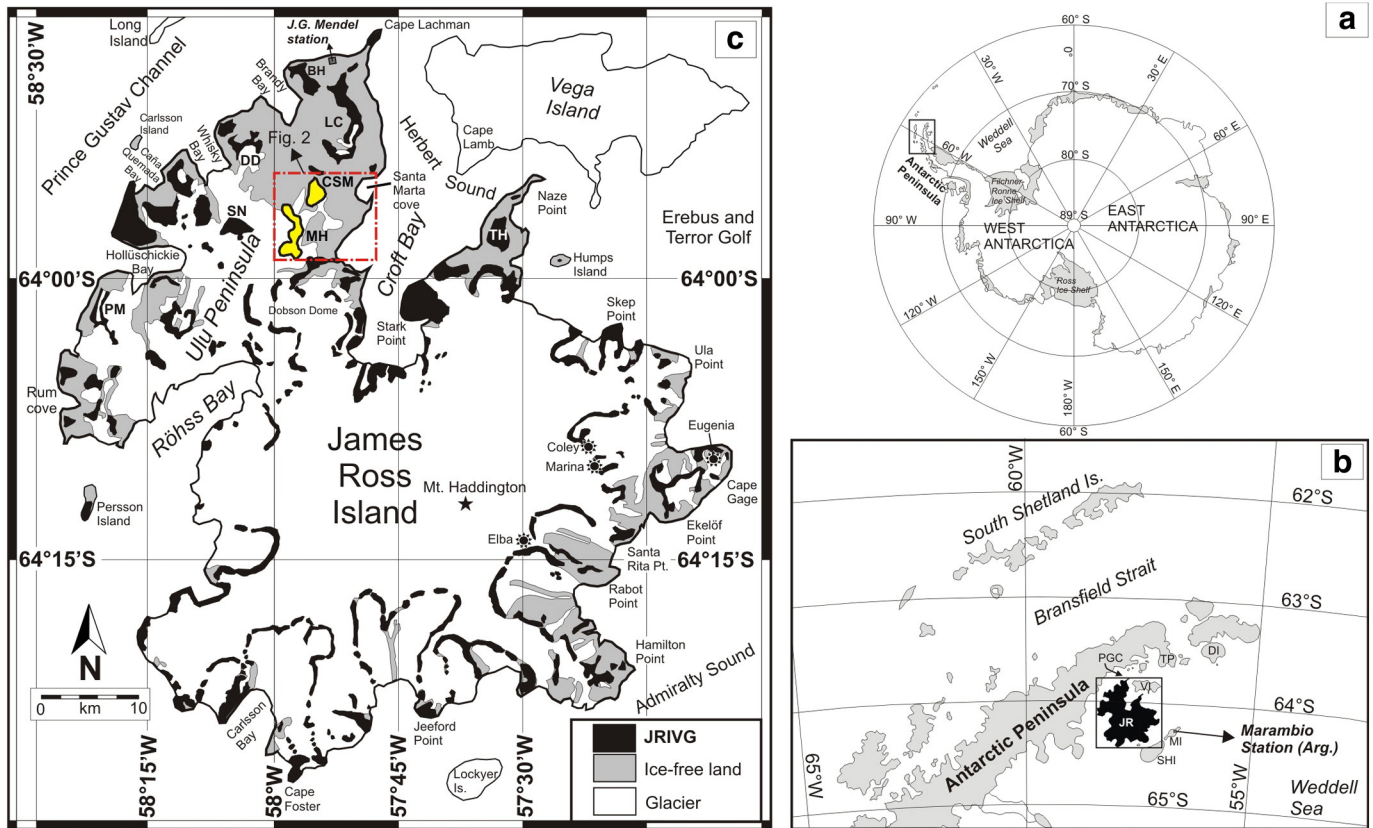 c
Long
Island
J.G. Mendel
station
Cape Lachman
58°30'W
Prince Gustav Channel
Brandy
Bay
BH
LC
Vega
Island
Carlsson
Island
Whisky
Bay
Fig. 2
Herbert
Sound
Cape
Lamb
Caña
Quemada
Bay
DD
CSM
Santa
Marta
cove
Naze
Point
SN
MH
TH
Erebus and
Terror Golf
Croft Bay
Hollüschickie
Bay
Humps
Island
64°00'S
64°00'S
PM
Ulu Peninsula
Dobson Dome
Stark
Point
Skep
Point
Ula
Point
Rum
cove
Röhss Bay
James
Ross
Island
Eugenia
Coley
Marina
Mt. Haddington
Cape
Gage
Persson
Island
Ekelöf
Point
Elba
64°15'S
Santa
Rita Pt.
64°15'S
Rabot
Point
N
0 km 10
Hamilton
Point
Admiralty Sound
Carlsson
Bay
Jeeford
Point
Cape
Foster
Lockyer
Is.
58°15'W
58°W
57°45'W
57°30'W
JRIVG
Ice-free land
Glacier
a
60° S
0°
30° W
30° E
70° S
Weddell
Sea
60° W
60° E
80° S
Antarctic
Peninsula
Filchner-
Ronne
Ice Shelf
89° S
EAST
ANTARCTICA
90° W
90° E
WEST
ANTARCTICA
Ross
Ice Shelf
120° W
120° E
150° W
150° E
180° W
60° S
b
60°W
62°S
South Shetland Is.
Bransfield Strait
63°S
PGC
TP
DI
VI
64°S
JR
Antarctic Peninsula
MI
SHI
Marambio
Station (Arg.)
65°W
65°S
55°W
Weddell
Sea